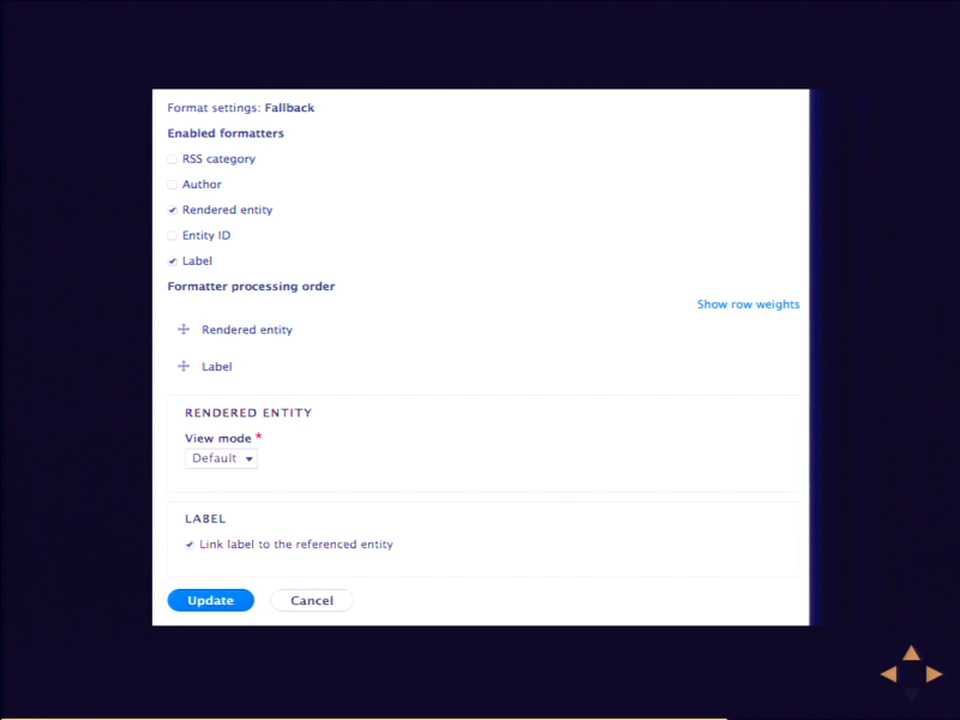 Format settings: Fallback
Enabled formatters
RSS category
Author
Rendered entity
Entity ID
Label
Formatter processing order
Show row weights
Rendered entity
Label
RENDERED ENTITY
View mode *
Default
LABEL
Link label to the referenced entity
Update Cancel